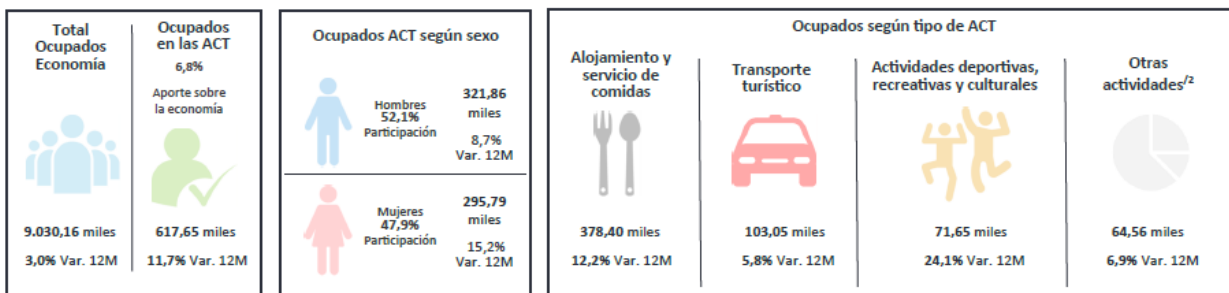 Total
Ocupados
Economía
9.030,16 miles
3,0% Var. 12M
Ocupados
en las ACT
6,8%
Aporte sobre
la economía
617,65 miles
11,7% Var. 12M
Ocupados ACT según sexo
Hombres
52,1%
Participación
321,86
miles
8,7%
Var. 12M
Mujeres
47,9%
Participación
295,79
miles
15,2%
Var. 12M
Ocupados según tipo de ACT
Alojamiento y
servicio de
comidas
378,40 miles
12,2% Var. 12M
Transporte
turístico
103,05 miles
5,8% Var. 12M
Actividades deportivas,
recreativas y culturales
71,65 miles
24,1% Var. 12M
Otras
actividades/²
64,56 miles
6,9% Var. 12M